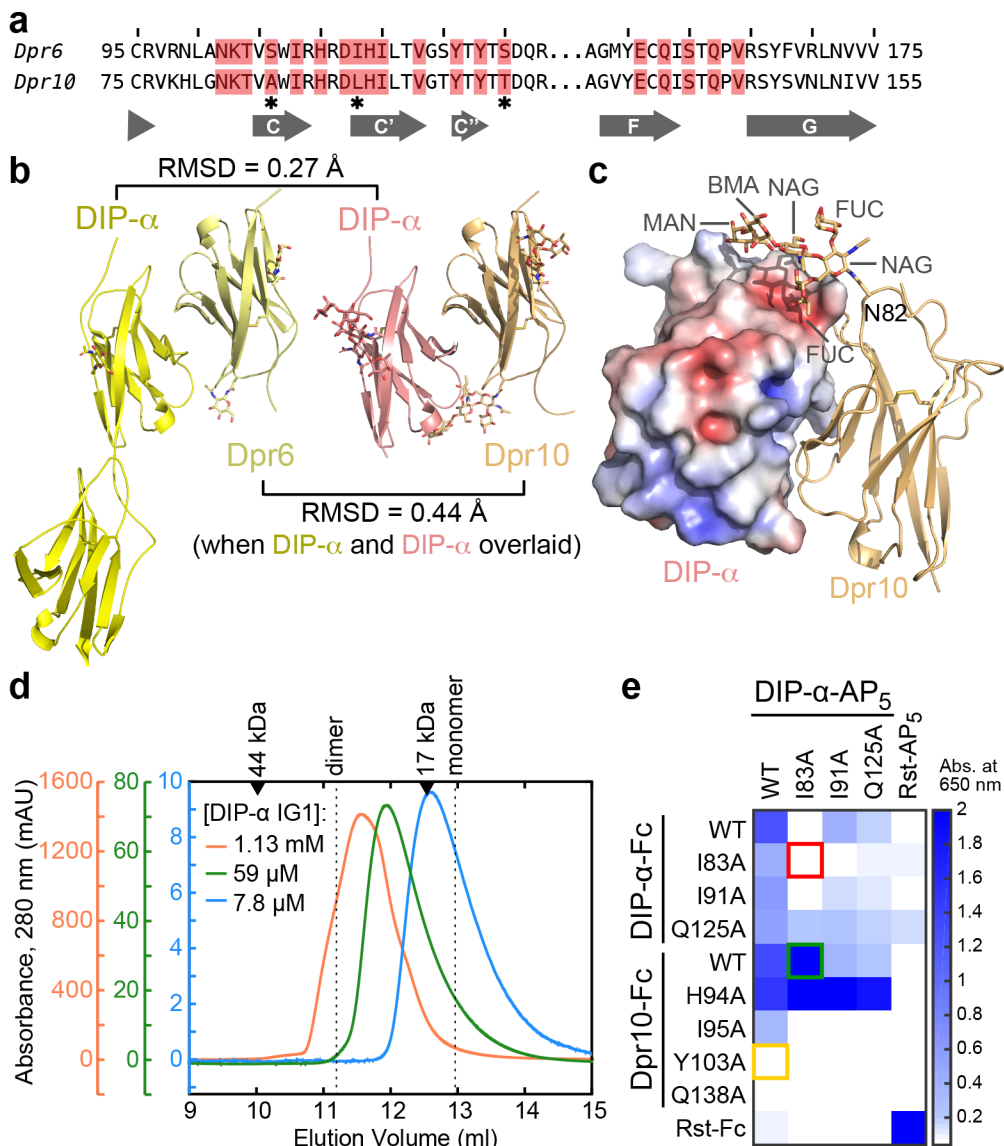 a
Dpr6 95 CRVRNLANKTVSWIRHRDIHILTVGSYTYTSDQR...AGMYECQISTQPVRSYFVRLNVVV 175
Dpr10 75 CRVKHLGNKTVAWIRHRDLHILTVGTYTYTTDQR...AGVYECQISTQPVRSYSVNLNIVV 155
* * *
C C' C" F G
b
RMSD = 0.27 Å
DIP-α DIP-α
Dpr6 Dpr10
RMSD = 0.44 Å
(when DIP-α and DIP-α overlaid)
c
BMA NAG
MAN FUC
NAG
N82
FUC
DIP-α Dpr10
d
44 kDa dimer 17 kDa monomer
Absorbance, 280 nm (mAU)
1600 80 10
1200 60 8
6
800 40
4
400 20
2
0 0 0
[DIP-α IG1]:
1.13 mM
59 μM
7.8 μM
9 10 11 12 13 14 15
Elution Volume (ml)
e
DIP-α-AP5
WT I83A I91A Q125A Rst-AP5
Abs. at
650 nm
DIP-α-Fc
WT
I83A
I91A
Q125A
Dpr10-Fc
WT
H94A
I95A
Y103A
Q138A
Rst-Fc
2
1.8
1.6
1.4
1.2
1
0.8
0.6
0.4
0.2